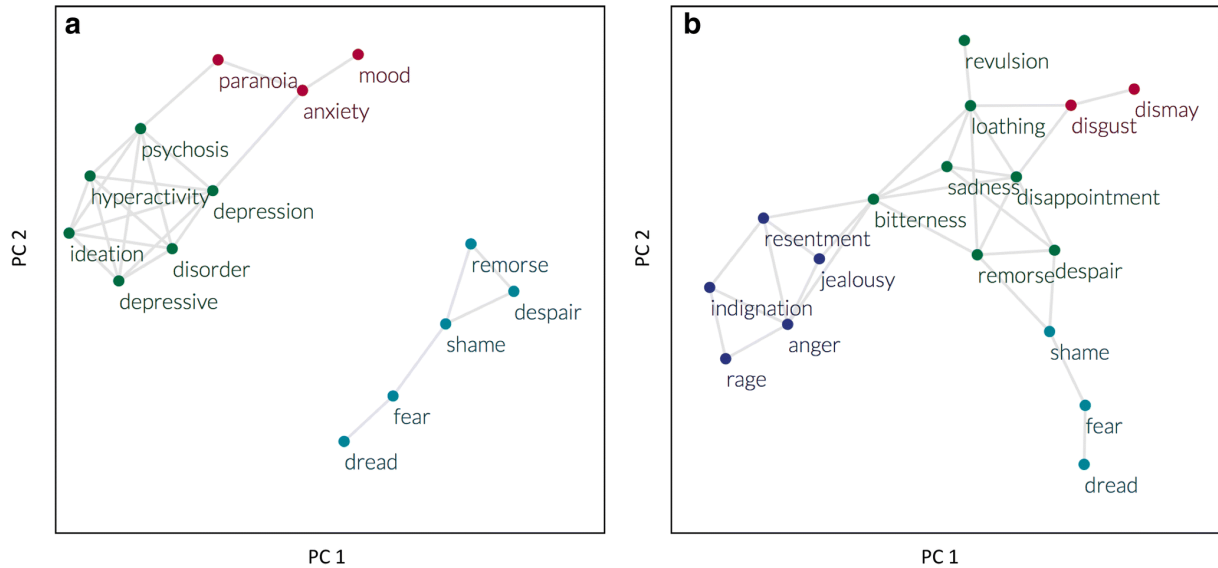 a
paranoia
mood
anxiety
psychosis
hyperactivity
depression
ideation
disorder
depressive
remorse
despair
shame
fear
dread
PC 2
PC 1
b
revulsion
dismay
loathing
disgust
sadness
disappointment
bitterness
resentment
jealousy
remorse
despair
indignation
anger
shame
rage
fear
dread
PC 2
PC 1